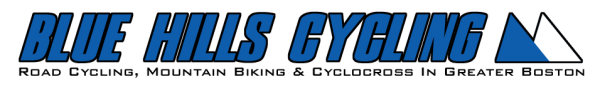 BLUE HILLS CYCLING
ROAD CYCLING, MOUNTAIN BIKING & CYCLOCROSS IN GREATER BOSTON